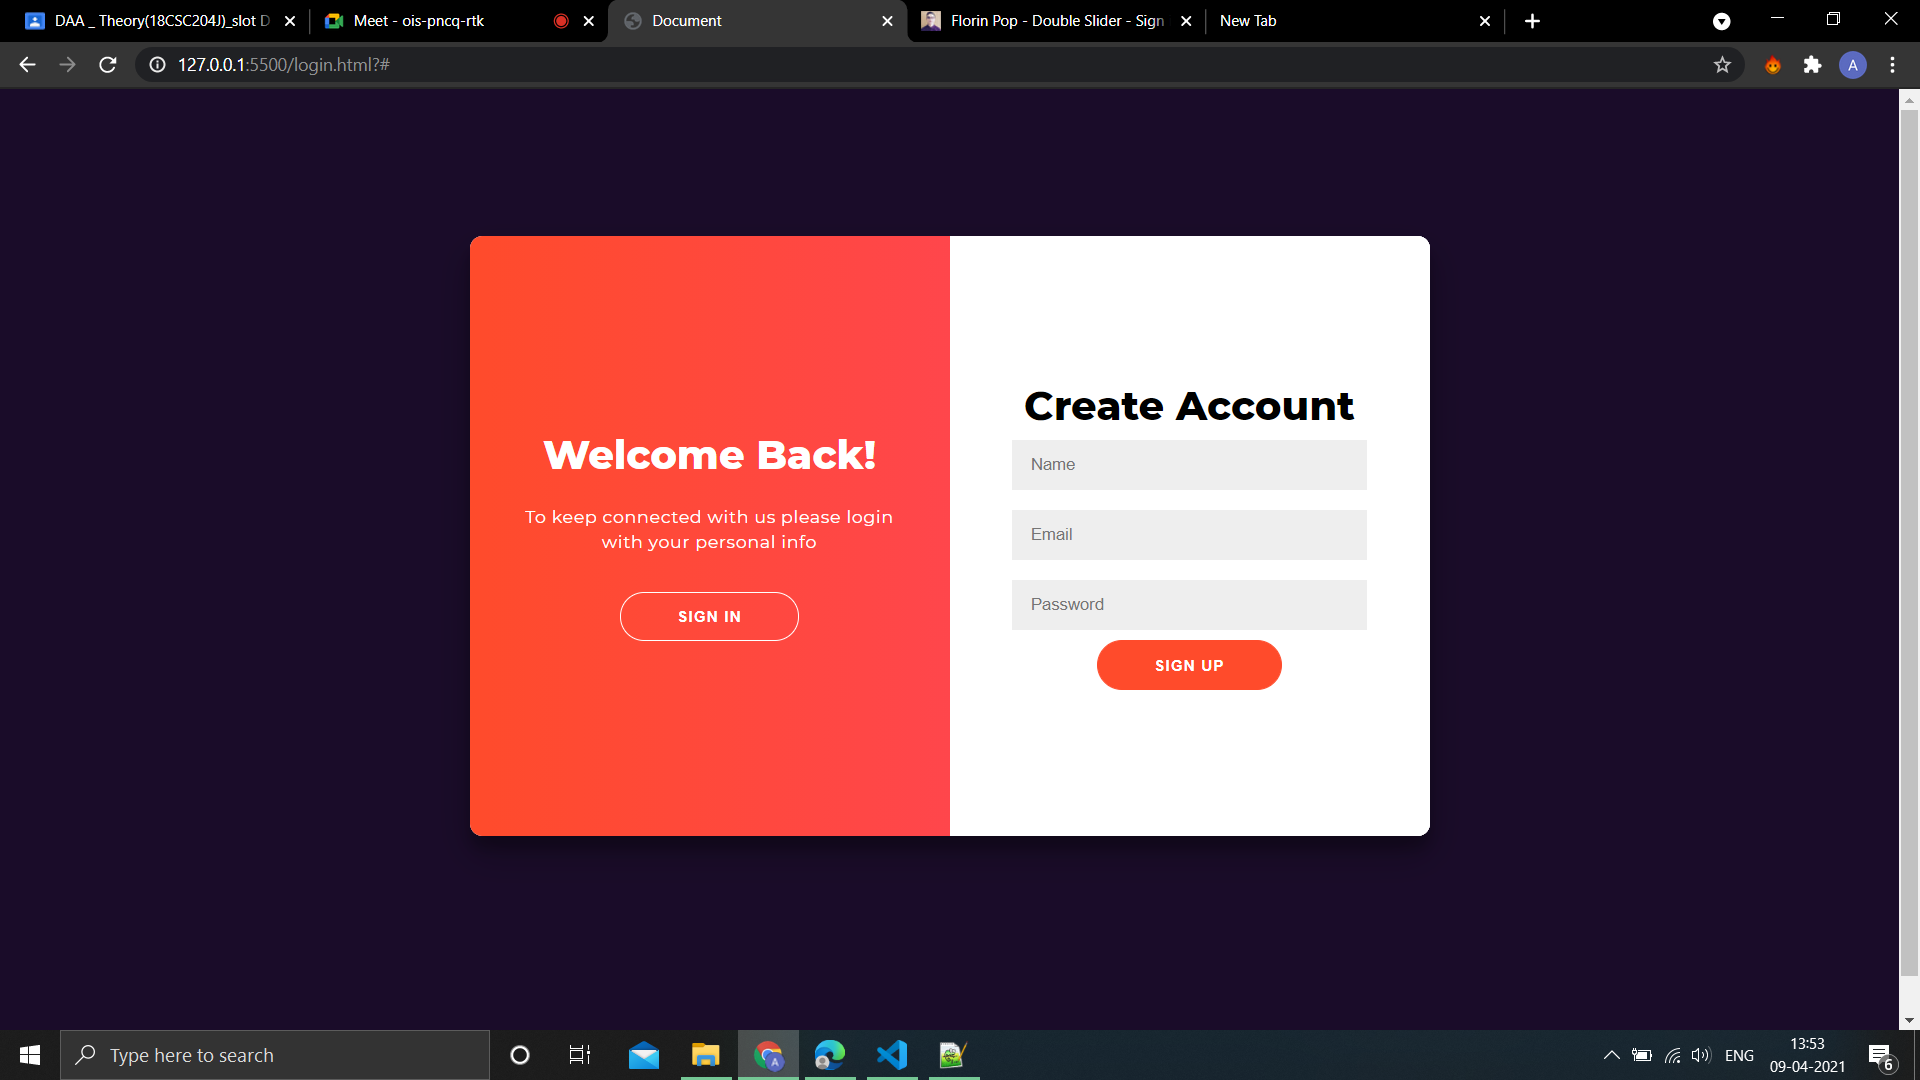 DAA _ Theory(18CSC204J)_slot D
Meet - ois-pncq-rtk
Document
Florin Pop - Double Slider - Sign
New Tab
127.0.0.1:5500/login.html?#
A
Welcome Back!
To keep connected with us please login
with your personal info
SIGN IN
Create Account
Name
Email
Password
SIGN UP
Type here to search
A
ENG
13:53
09-04-2021
6